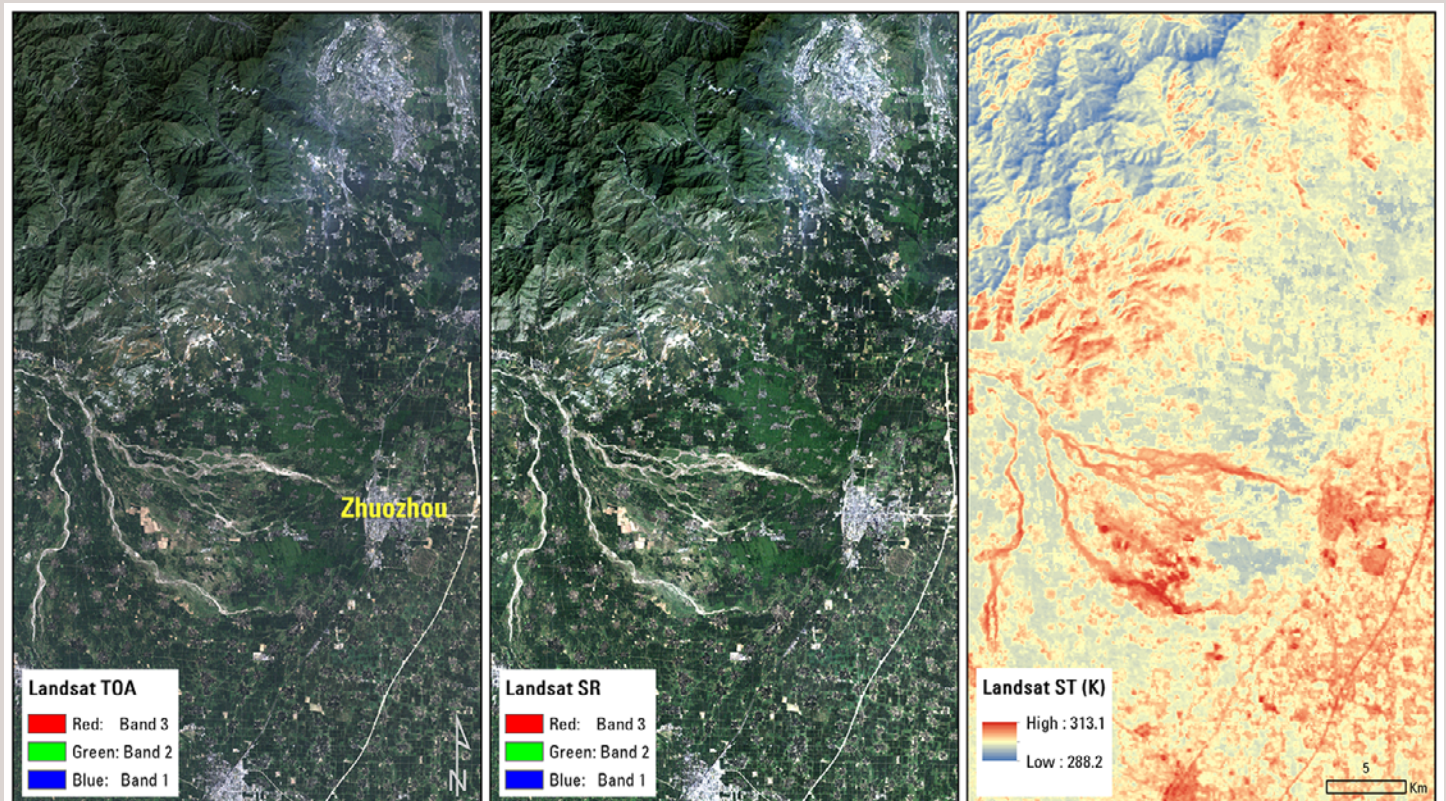 Zhuozhou
Landsat TOA
Red: Band 3
Green: Band 2
Blue: Band 1
N
Landsat SR
Red: Band 3
Green: Band 2
Blue: Band 1
Landsat ST (K)
High : 313.1
Low : 288.2
5
Km